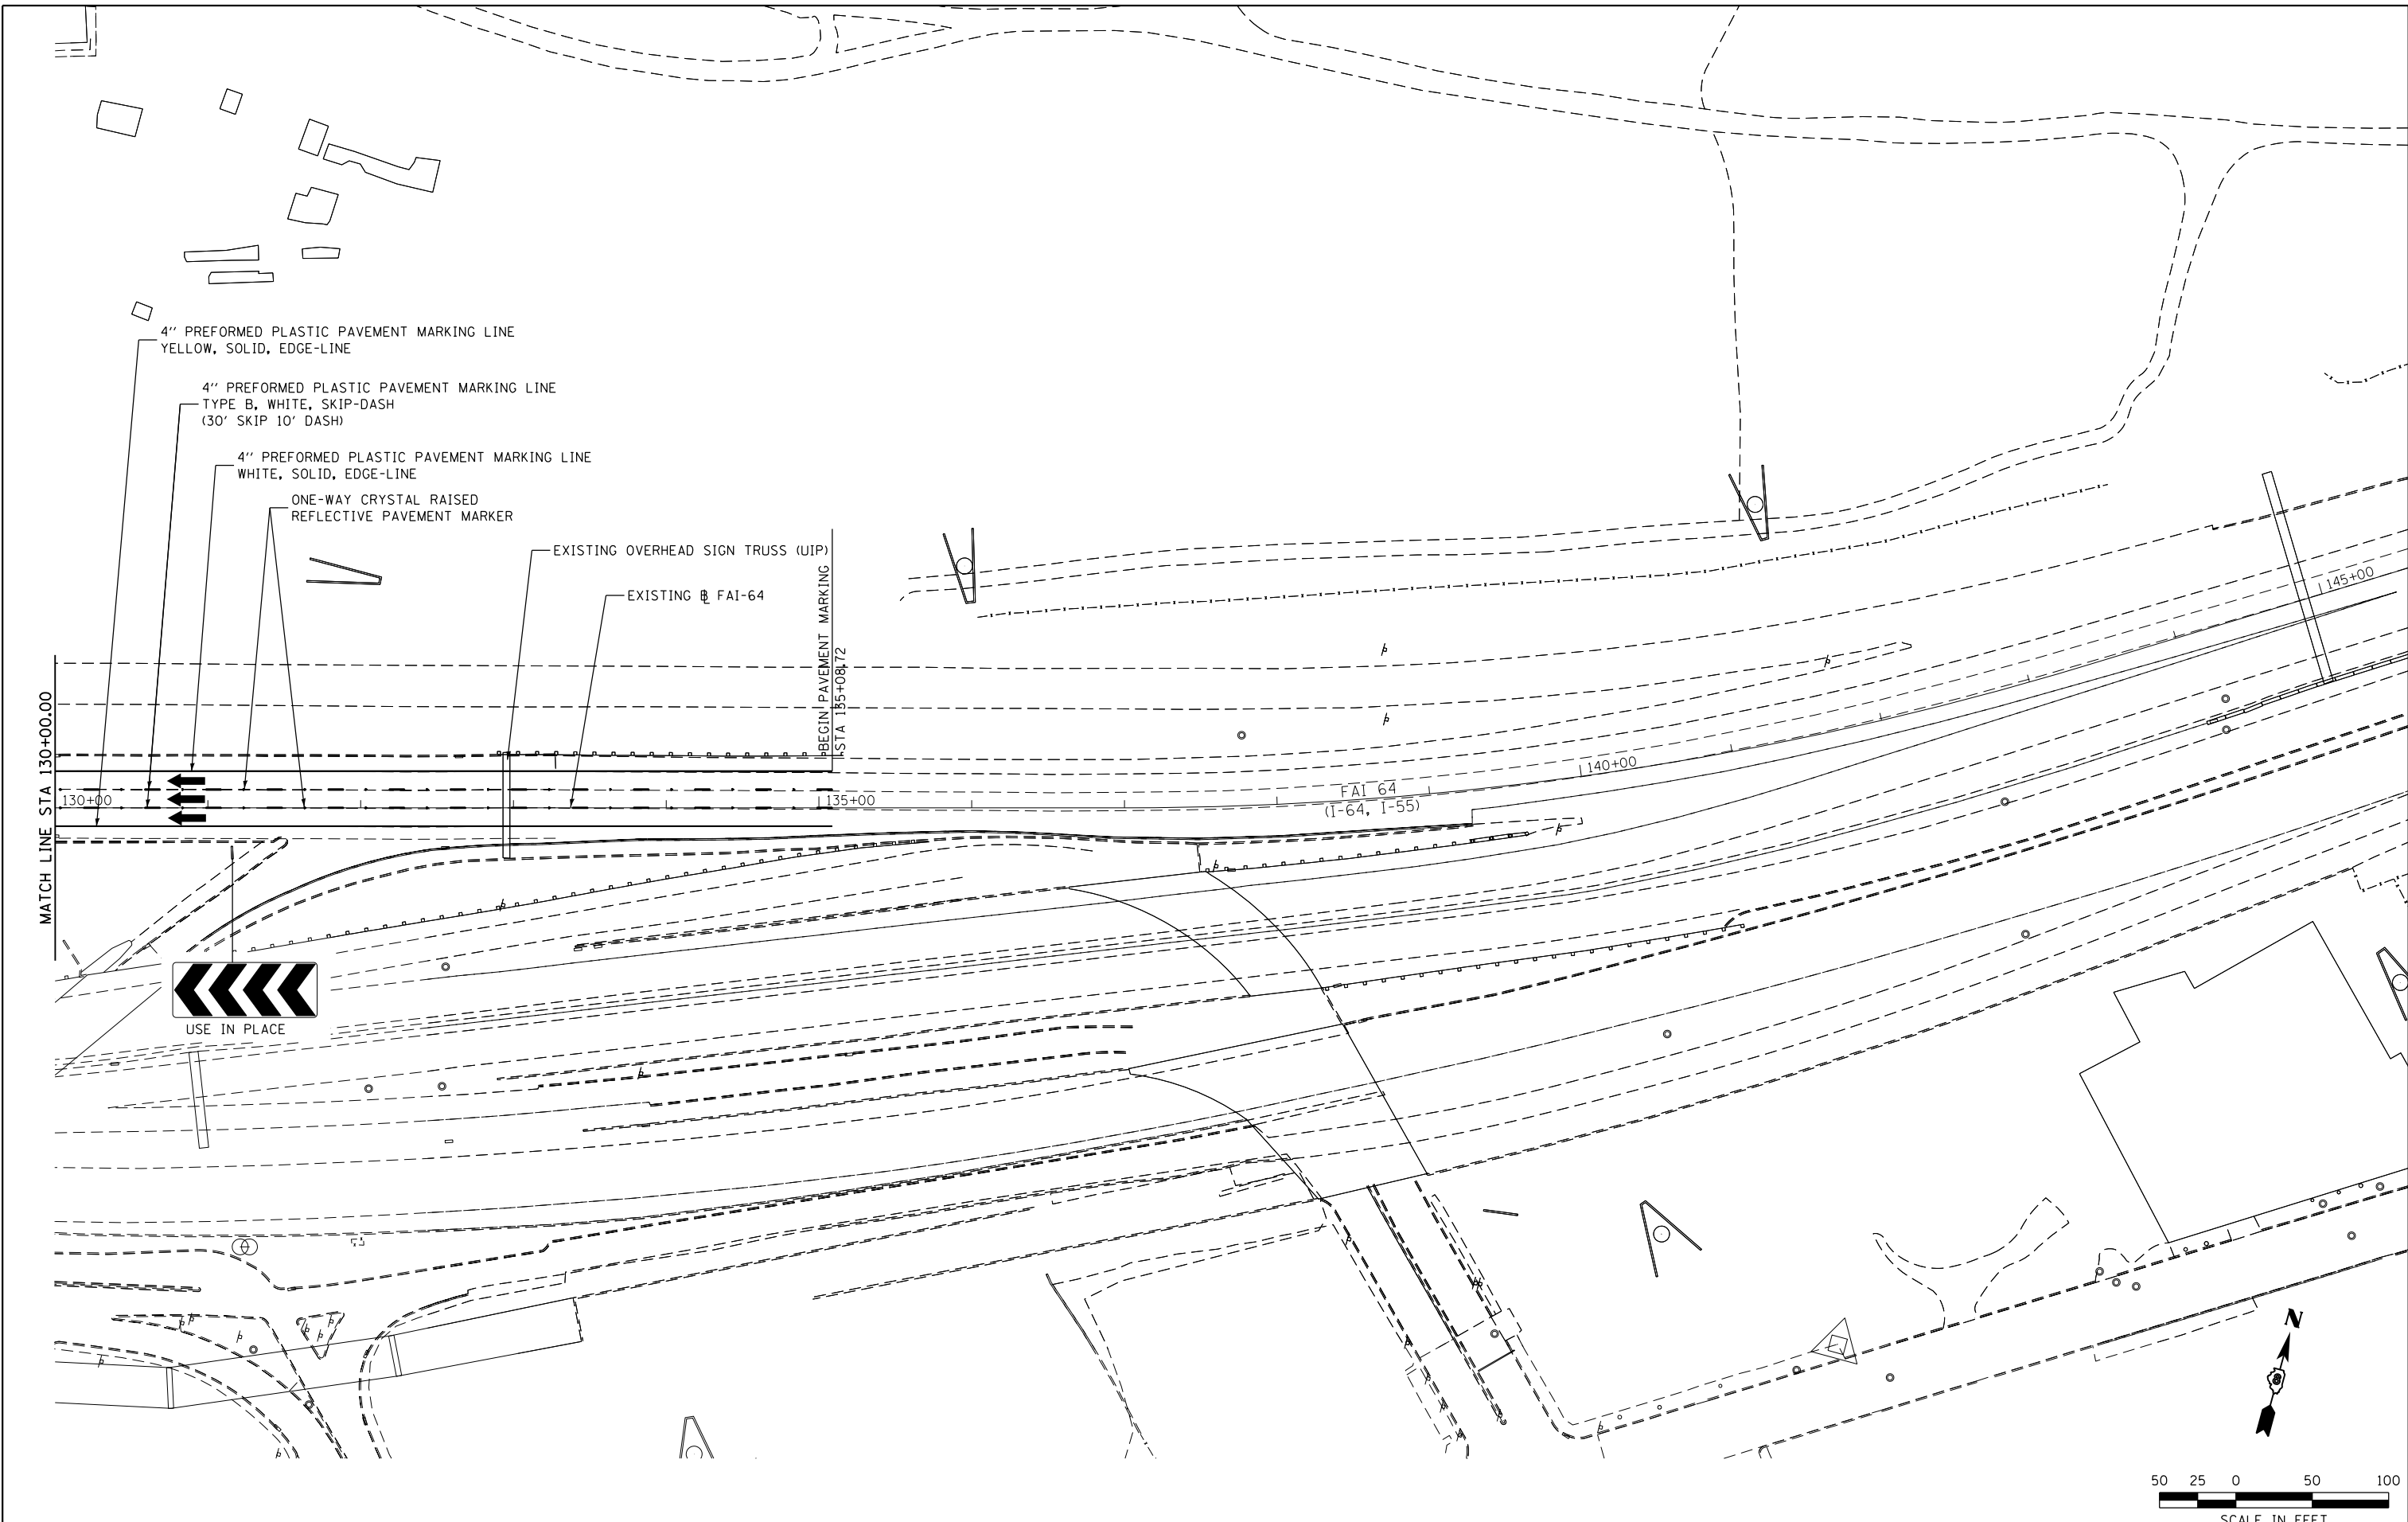 4'' PREFORMED PLASTIC PAVEMENT MARKING LINE
YELLOW, SOLID, EDGE-LINE
4'' PREFORMED PLASTIC PAVEMENT MARKING LINE
TYPE B, WHITE, SKIP-DASH
(30' SKIP 10' DASH)
4'' PREFORMED PLASTIC PAVEMENT MARKING LINE
WHITE, SOLID, EDGE-LINE
ONE-WAY CRYSTAL RAISED
REFLECTIVE PAVEMENT MARKER
EXISTING OVERHEAD SIGN TRUSS (UIP)
EXISTING BL FAI-64
BEGIN PAVEMENT MARKING
STA 135+08.72
MATCH LINE STA 130+00.00
130+00
135+00
140+00
145+00
FAI 64
(I-64, I-55)
USE IN PLACE
N
8
50 25 0 50 100
SCALE IN FEET